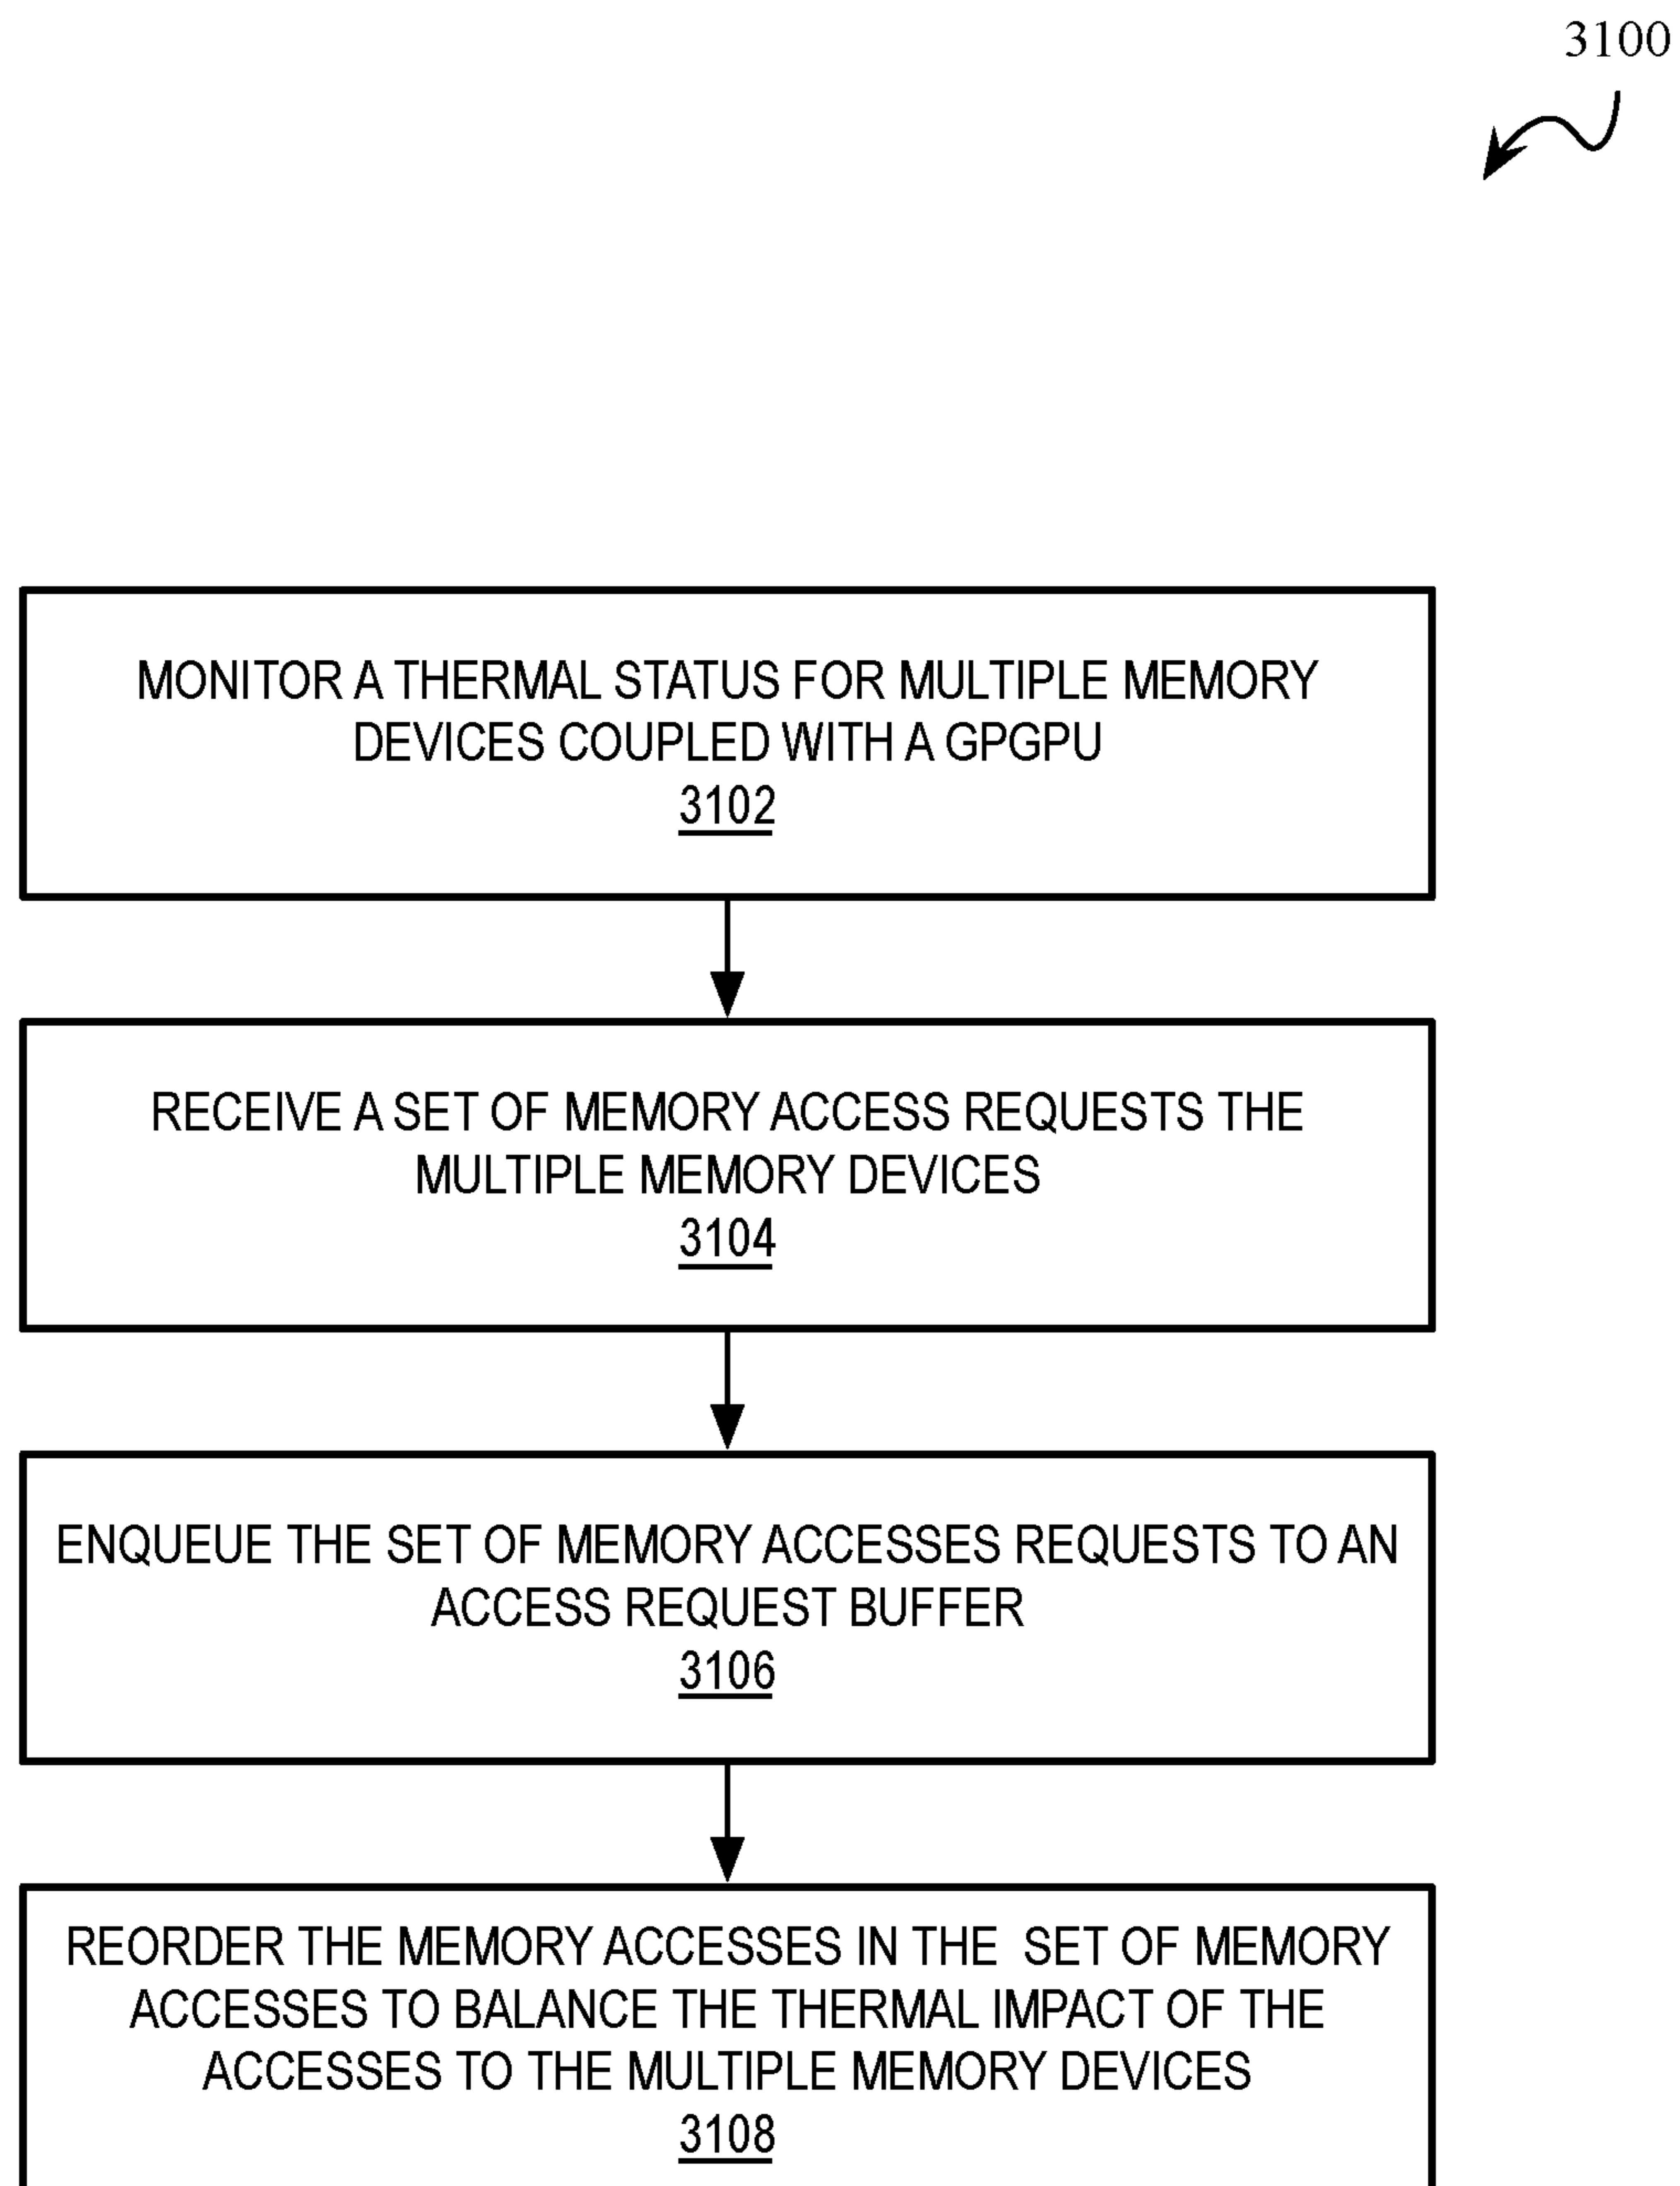 3100
MONITOR A THERMAL STATUS FOR MULTIPLE MEMORY
DEVICES COUPLED WITH A GPGPU
3102
RECEIVE A SET OF MEMORY ACCESS REQUESTS THE
MULTIPLE MEMORY DEVICES
3104
ENQUEUE THE SET OF MEMORY ACCESSES REQUESTS TO AN
ACCESS REQUEST BUFFER
3106
REORDER THE MEMORY ACCESSES IN THE SET OF MEMORY
ACCESSES TO BALANCE THE THERMAL IMPACT OF THE
ACCESSES TO THE MULTIPLE MEMORY DEVICES
3108